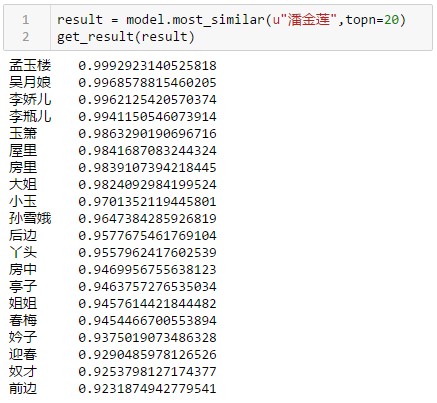 1 result = model.most_similar(u"潘金莲",topn=20)
2 get_result(result)
孟玉楼 0.9992923140525818
吴月娘 0.9968578815460205
李娇儿 0.9962125420570374
李瓶儿 0.9941150546073914
玉箫 0.9863290190696716
屋里 0.9841687083244324
房里 0.9839107394218445
大姐 0.9824092984199524
小玉 0.9701352119445801
孙雪娥 0.9647384285926819
后边 0.9577675461769104
丫头 0.9557962417602539
房中 0.9469956755638123
亭子 0.9463757276535034
姐姐 0.9457614421844482
春梅 0.9454466700553894
妗子 0.9375019073486328
迎春 0.9290485978126526
奴才 0.9253798127174377
前边 0.9231874942779541